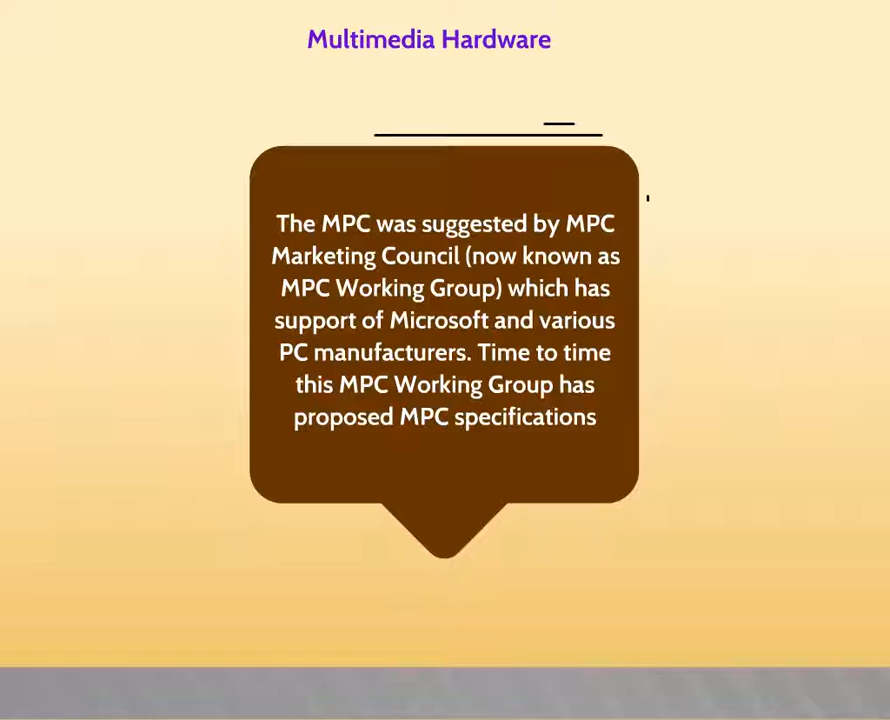 Multimedia Hardware
The MPC was suggested by MPC
Marketing Council (now known as
MPC Working Group) which has
support of Microsoft and various
PC manufacturers. Time to time
this MPC Working Group has
proposed MPC specifications